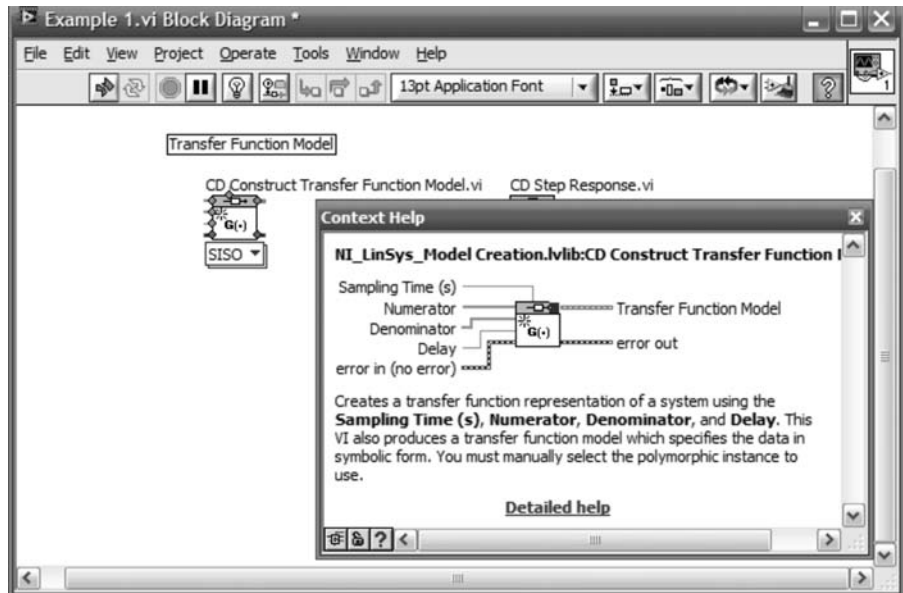 Example 1.vi Block Diagram *
File Edit View Project Operate Tools Window Help
13pt Application Font
1
Transfer Function Model
CD Construct Transfer Function Model.vi CD Step Response.vi
G(·)
SISO
Context Help
NI_LinSys_Model Creation.lvlib:CD Construct Transfer Function
Sampling Time (s)
Numerator
Denominator
Delay
error in (no error)
G(·)
Transfer Function Model
error out
Creates a transfer function representation of a system using the
Sampling Time (s), Numerator, Denominator, and Delay. This
VI also produces a transfer function model which specifies the data in
symbolic form. You must manually select the polymorphic instance to
use.
Detailed help
?